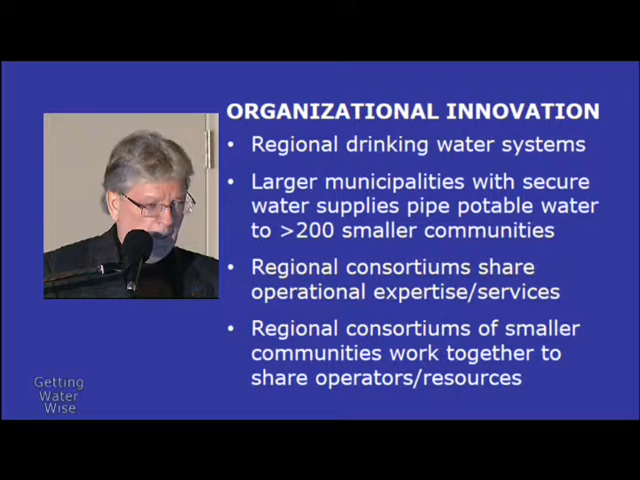 ORGANIZATIONAL INNOVATION
• Regional drinking water systems
• Larger municipalities with secure
water supplies pipe potable water
to >200 smaller communities
• Regional consortiums share
operational expertise/services
• Regional consortiums of smaller
communities work together to
share operators/resources
Getting
Water
Wise